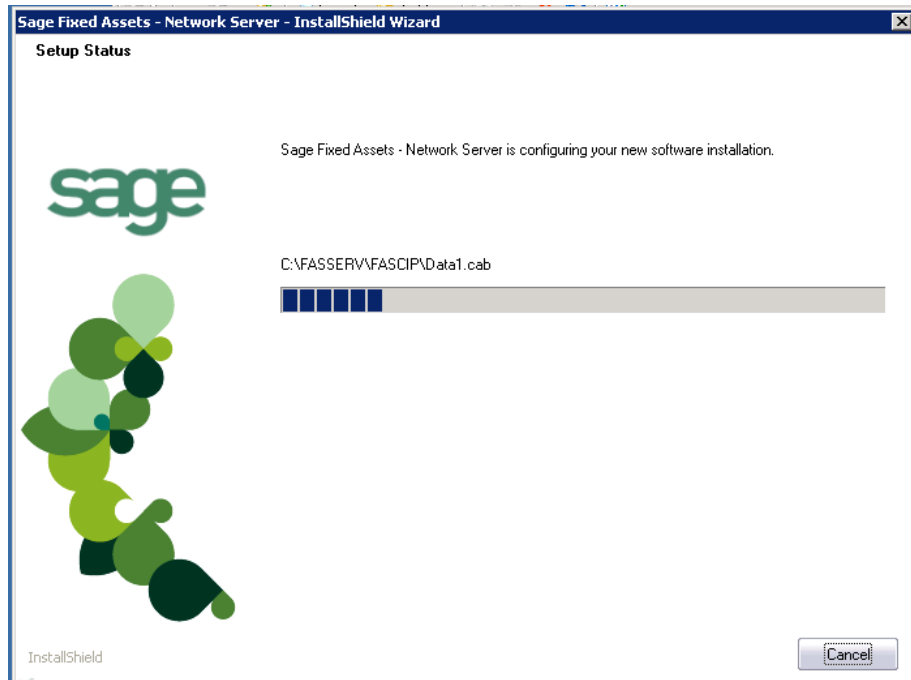 Sage Fixed Assets - Network Server - InstallShield Wizard
Setup Status
Sage Fixed Assets - Network Server is configuring your new software installation.
sage
C:\FASSERV\FASCIP\Data1.cab
InstallShield
Cancel